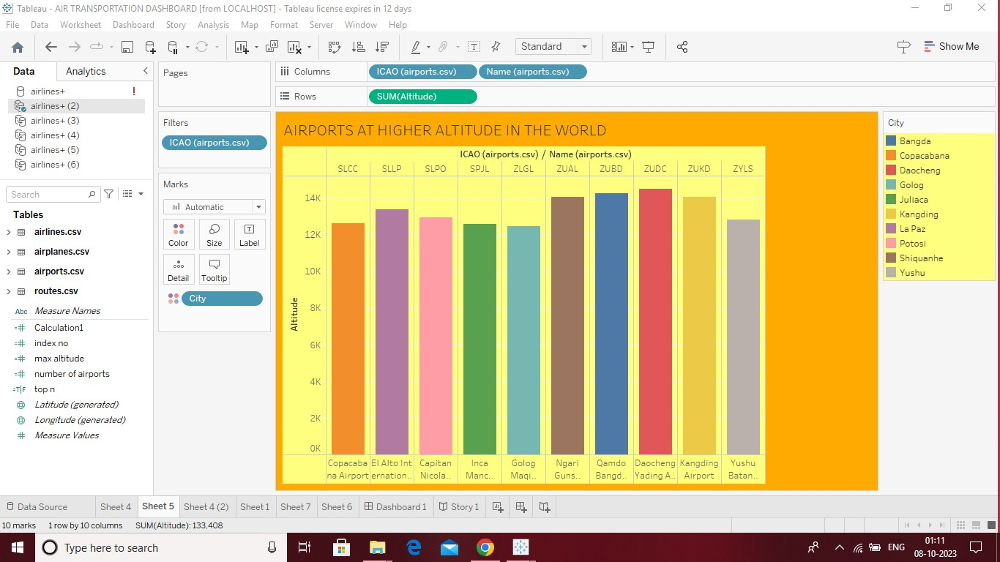 Tableau - AIR TRANSPORTATION DASHBOARD [from LOCALHOST] - Tableau license expires in 12 days
File Data Worksheet Dashboard Story Analysis Map Format Server Window Help
Standard
Show Me
Data Analytics
airlines+ !
airlines+ (2)
airlines+ (3)
airlines+ (4)
airlines+ (5)
airlines+ (6)
Search
Tables
airlines.csv
airplanes.csv
airports.csv
routes.csv
Abc Measure Names
Calculation1
index no
max altitude
number of airports
T|F top n
Latitude (generated)
Longitude (generated)
Measure Values
Pages
Filters
ICAO (airports.csv)
Marks
Automatic
Color Size Label
Detail Tooltip
City
Columns ICAO (airports.csv) Name (airports.csv)
Rows SUM(Altitude)
AIRPORTS AT HIGHER ALTITUDE IN THE WORLD
ICAO (airports.csv) / Name (airports.csv)
SLCC SLLP SLPO SPJL ZLGL ZUAL ZUBD ZUDC ZUKD ZYLS
14K
12K
10K
8K
6K
4K
2K
0K
Altitude
Copacaba El Alto Int Capitan Inca Golog Ngari Qamdo Daocheng Kangding Yushu
na Airport ernation.. Nicola.. Manc.. Maqi.. Guns.. Bangd.. Yading A.. Airport Batan..
City
Bangda
Copacabana
Daocheng
Golog
Juliaca
Kangding
La Paz
Potosi
Shiquanhe
Yushu
Data Source Sheet 4 Sheet 5 Sheet 4 (2) Sheet 1 Sheet 7 Sheet 6 Dashboard 1 Story 1
10 marks 1 row by 10 columns SUM(Altitude): 133,408
Type here to search
ENG
01:11
08-10-2023